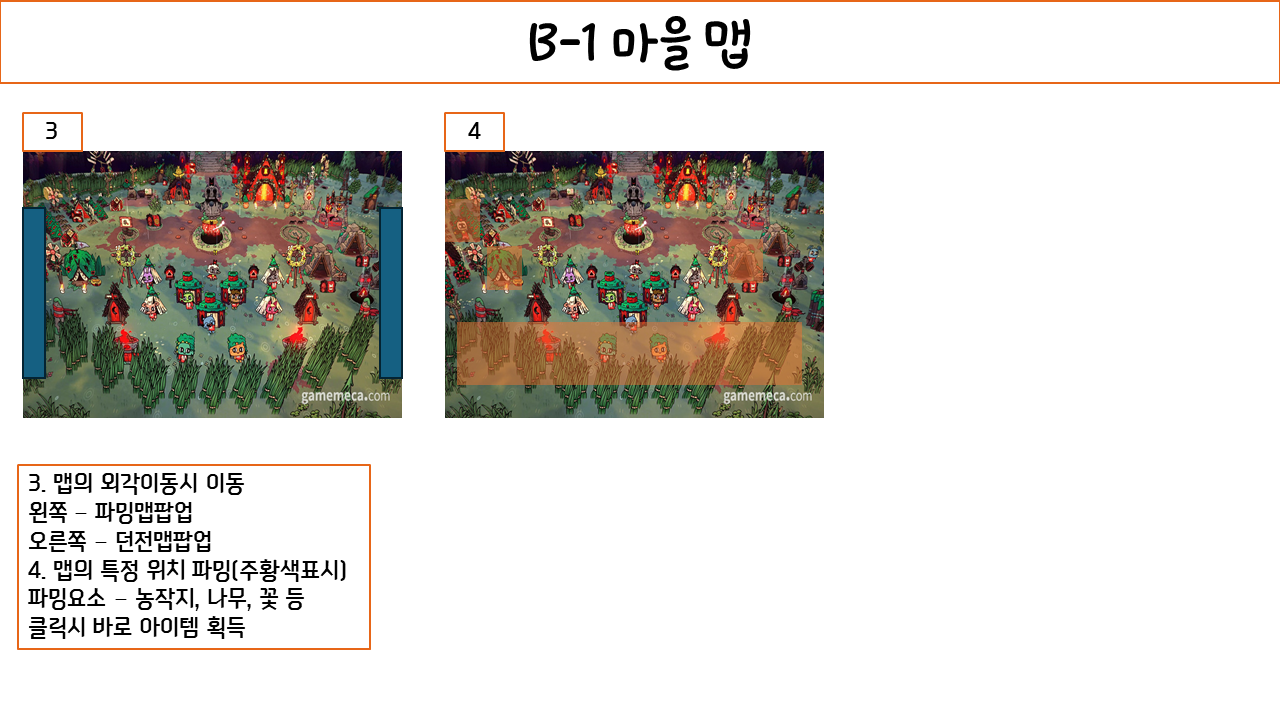 B-1 마을 맵
3
4
gamemeca.com
gamemeca.com
3. 맵의 외각이동시 이동
왼쪽 – 파밍맵팝업
오른쪽 – 던전맵팝업
4. 맵의 특정 위치 파밍(주황색표시)
파밍요소 – 농작지, 나무, 꽃 등
클릭시 바로 아이템 획득